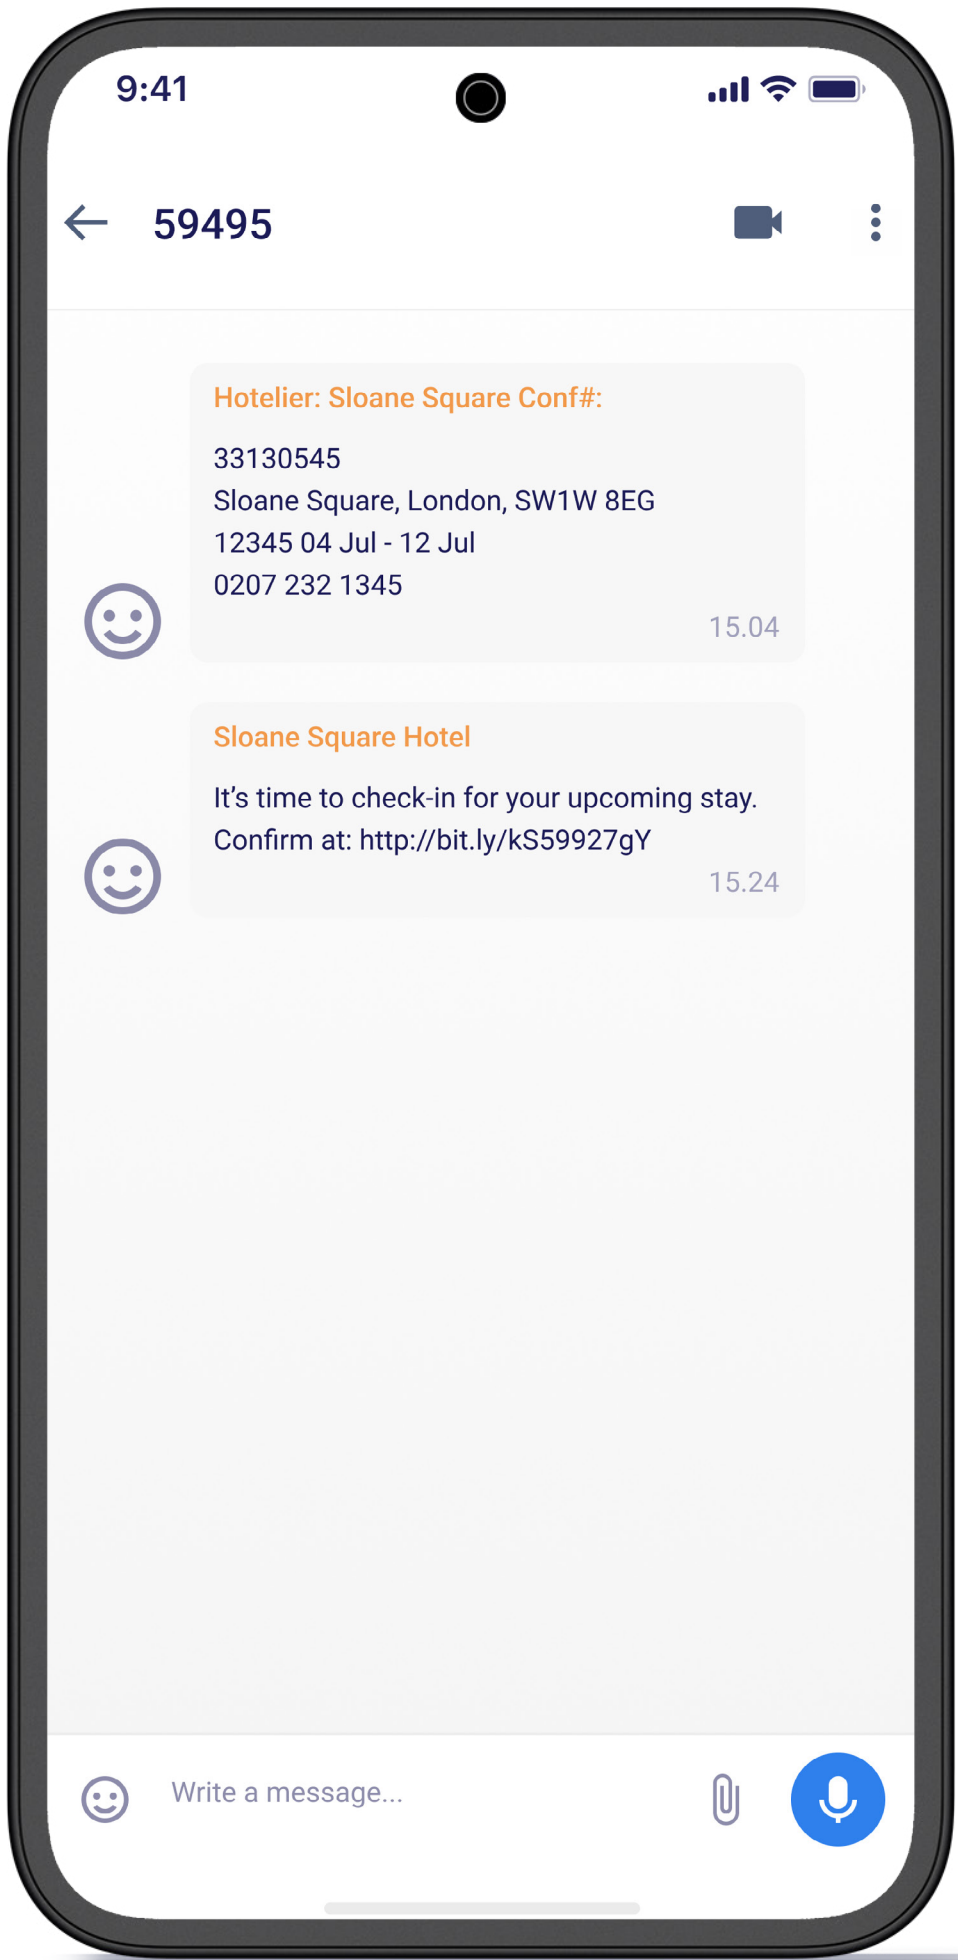 9:41
59495
Hotelier: Sloane Square Conf#:
33130545
Sloane Square, London, SW1W 8EG
12345 04 Jul - 12 Jul
0207 232 1345
15.04
Sloane Square Hotel
It’s time to check-in for your upcoming stay.
Confirm at: http://bit.ly/kS59927gY
15.24
Write a message...